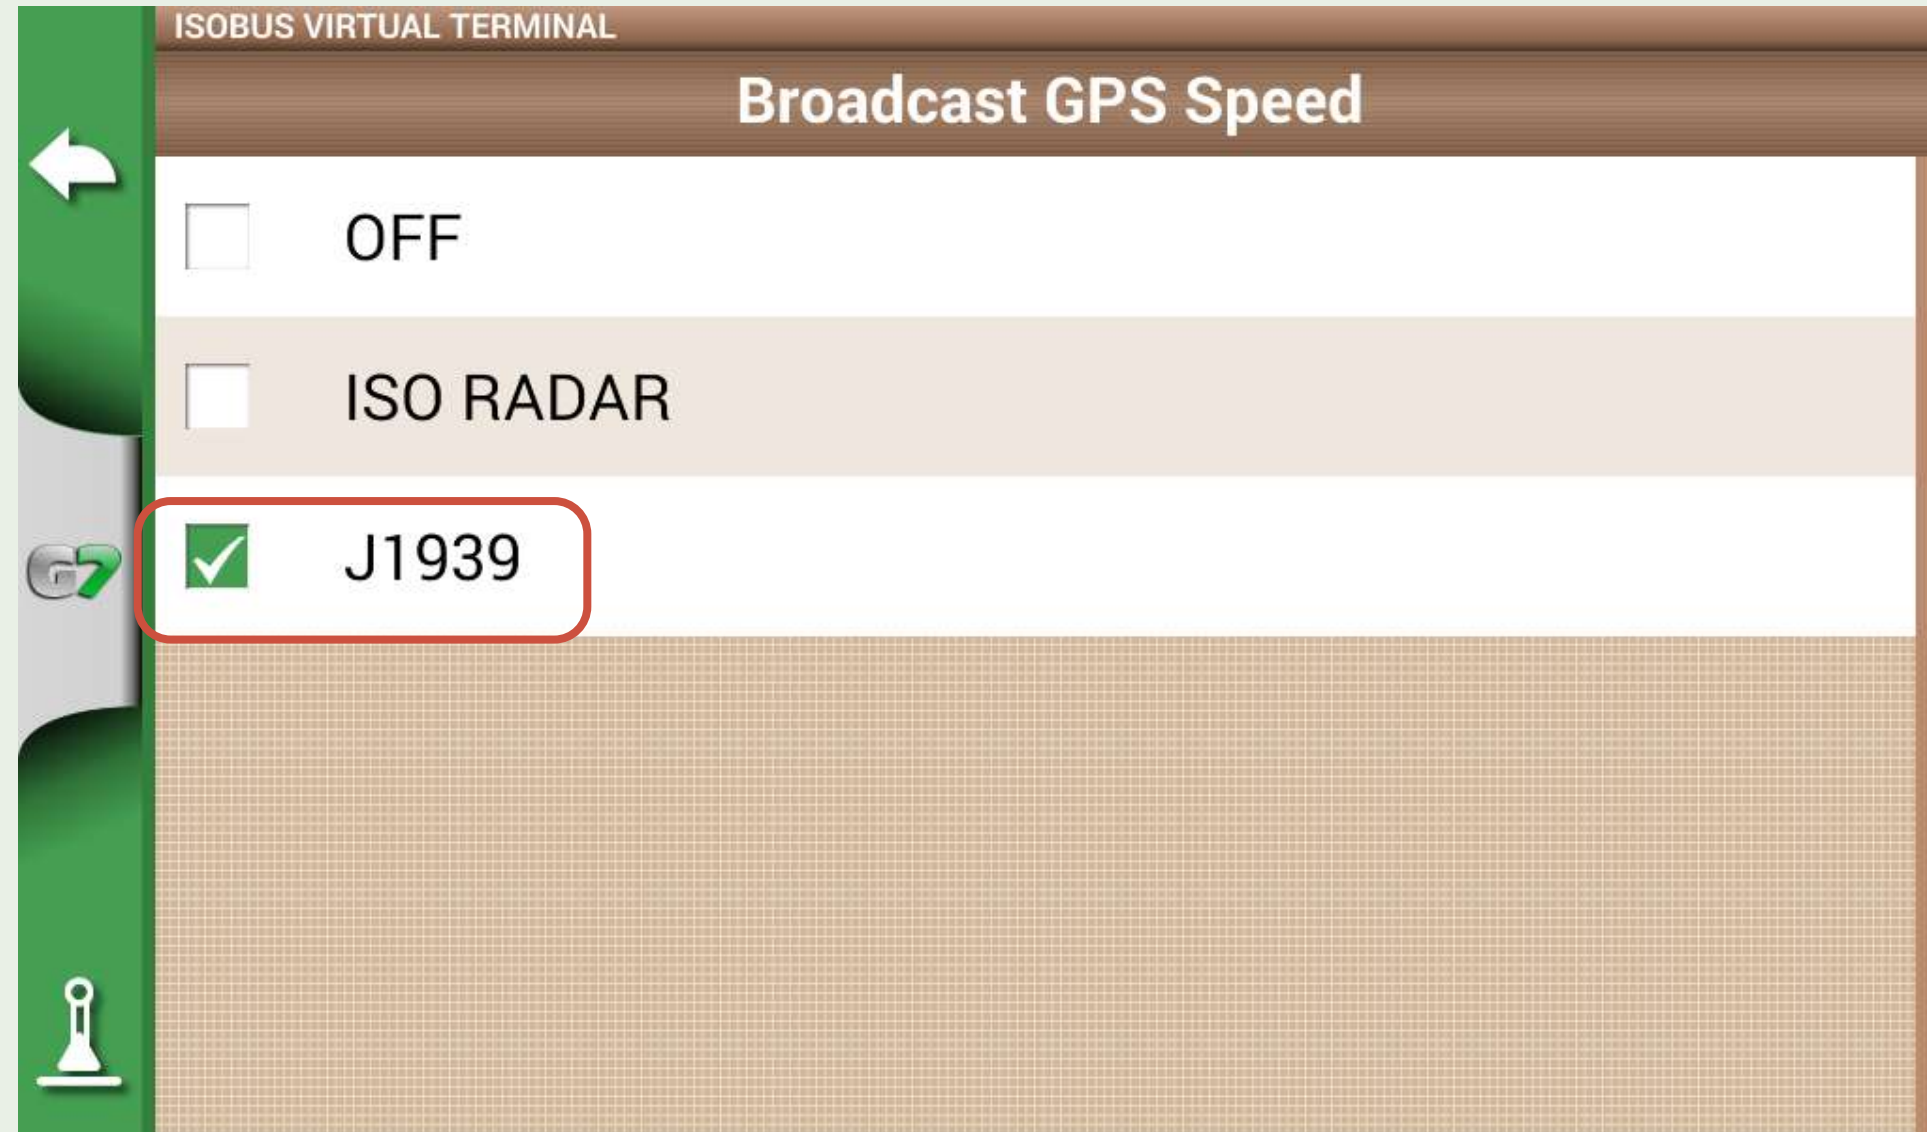 ISOBUS VIRTUAL TERMINAL
Broadcast GPS Speed
OFF
ISO RADAR
J1939
G7